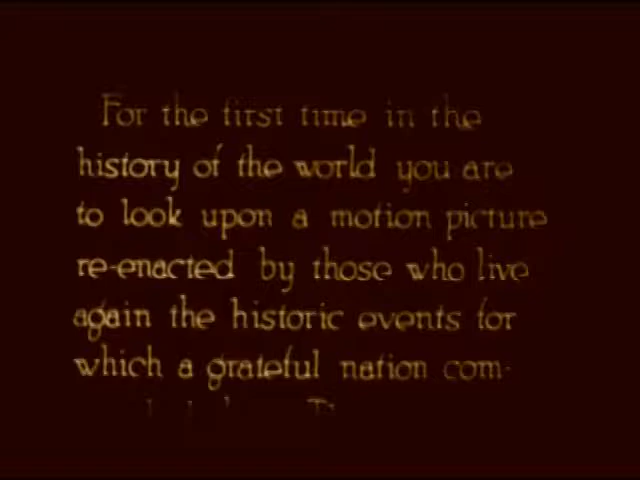 For the first time in the
history of the world you are
to look upon a motion picture
re-enacted by those who live
again the historic events for
which a grateful nation com-